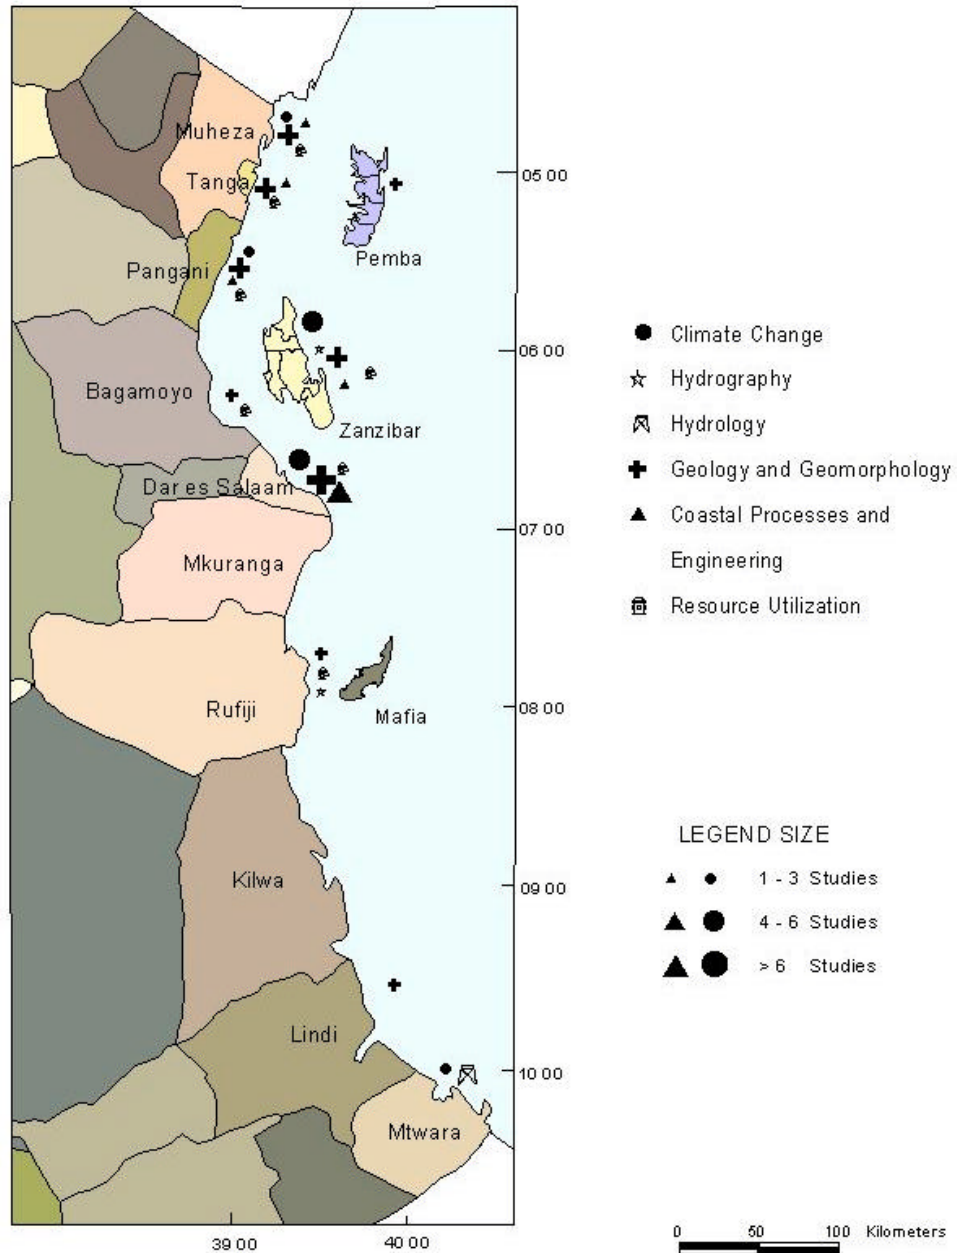 Muheza
Tanga
Pemba
Pangani
Bagamoyo
Zanzibar
Dar es Salaam
Mkuranga
Rufiji
Mafia
Kilwa
Lindi
Mtwara
05 00
06 00
07 00
08 00
09 00
10 00
39 00
40 00
Climate Change
Hydrography
Hydrology
Geology and Geomorphology
Coastal Processes and
Engineering
Resource Utilization
LEGEND SIZE
1 - 3 Studies
4 - 6 Studies
> 6 Studies
0 50 100 Kilometers